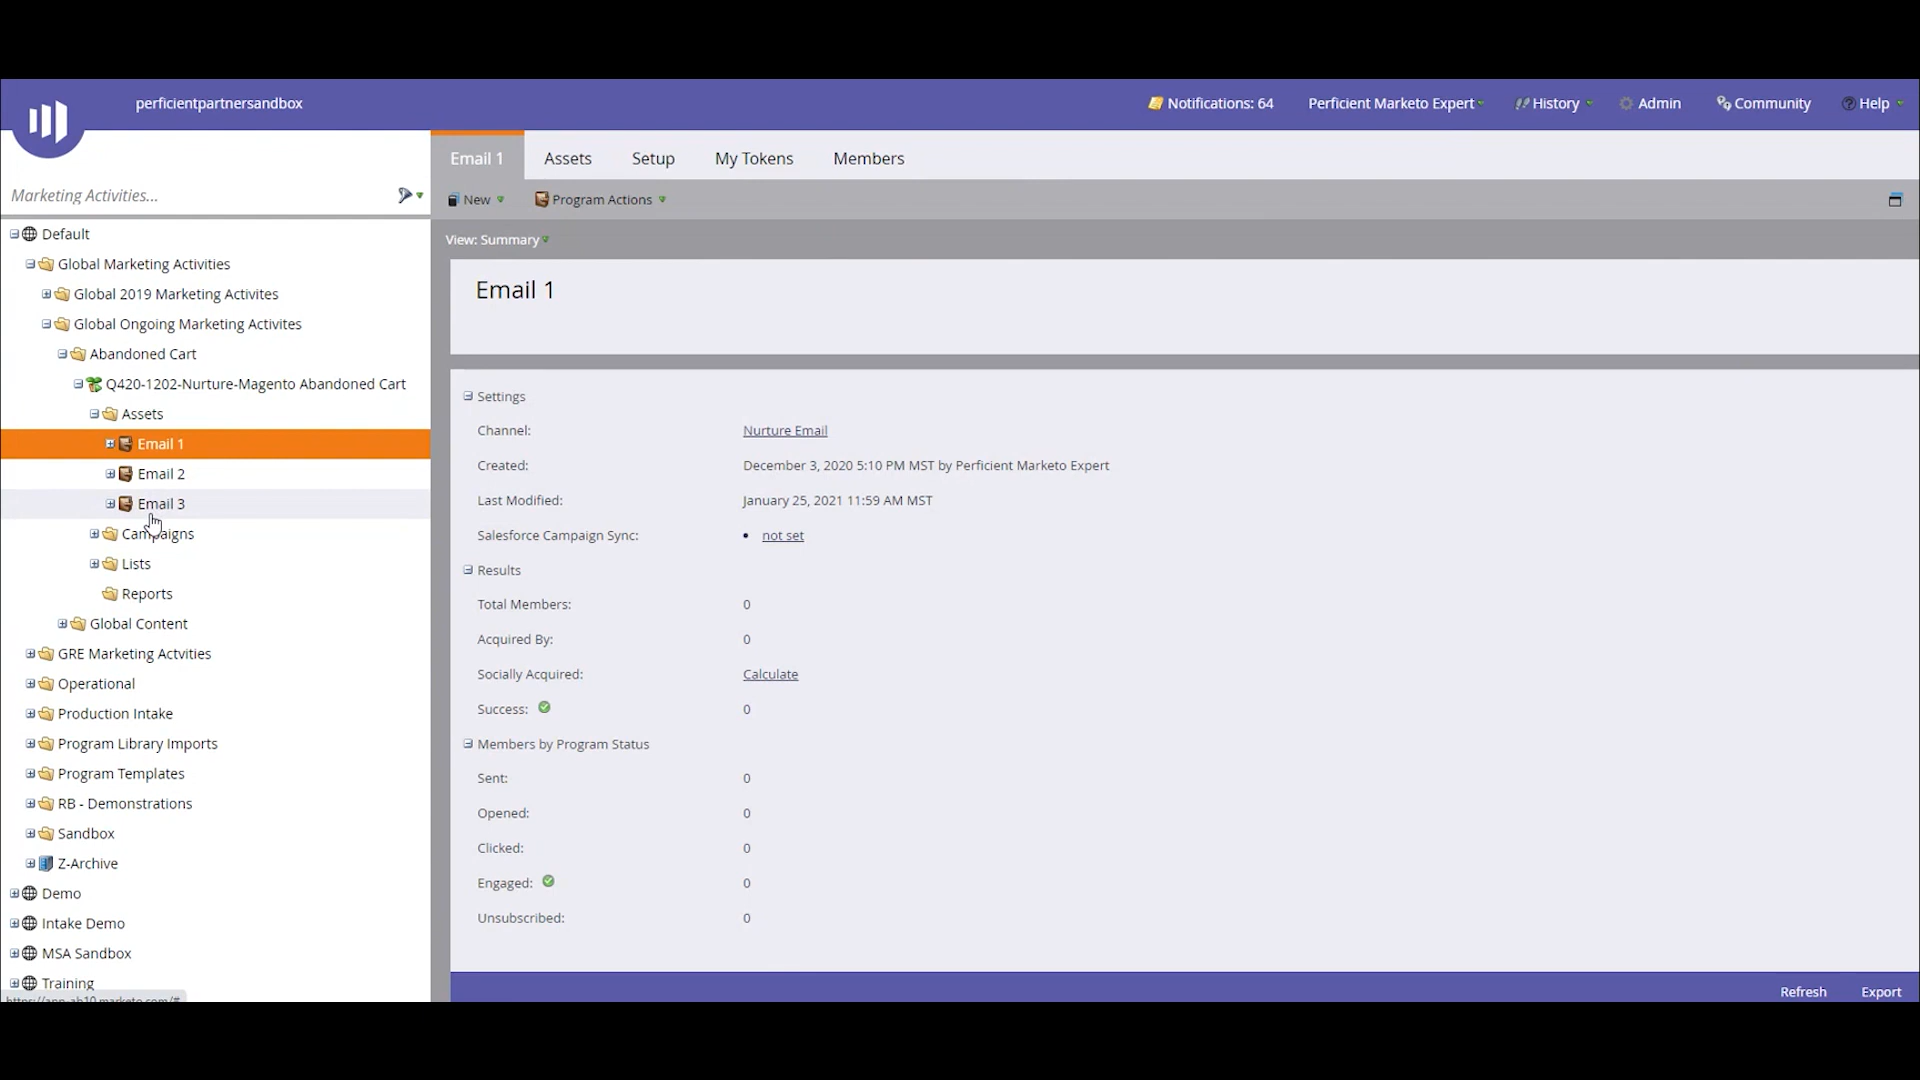 perficientpartnersandbox
Notifications: 64
Perficient Marketo Expert
History
Admin
Community
Help
Marketing Activities...
Default
Global Marketing Activities
Global 2019 Marketing Activites
Global Ongoing Marketing Activites
Abandoned Cart
Q420-1202-Nurture-Magento Abandoned Cart
Assets
Email 1
Email 2
Email 3
Campaigns
Lists
Reports
Global Content
GRE Marketing Actvities
Operational
Production Intake
Program Library Imports
Program Templates
RB - Demonstrations
Sandbox
Z-Archive
Demo
Intake Demo
MSA Sandbox
Training
https://app-ab10.marketo.com/#
Email 1
Assets
Setup
My Tokens
Members
New
Program Actions
View: Summary
Email 1
Settings
Channel: Nurture Email
Created: December 3, 2020 5:10 PM MST by Perficient Marketo Expert
Last Modified: January 25, 2021 11:59 AM MST
Salesforce Campaign Sync: • not set
Results
Total Members: 0
Acquired By: 0
Socially Acquired: Calculate
Success: 0
Members by Program Status
Sent: 0
Opened: 0
Clicked: 0
Engaged: 0
Unsubscribed: 0
Refresh
Export